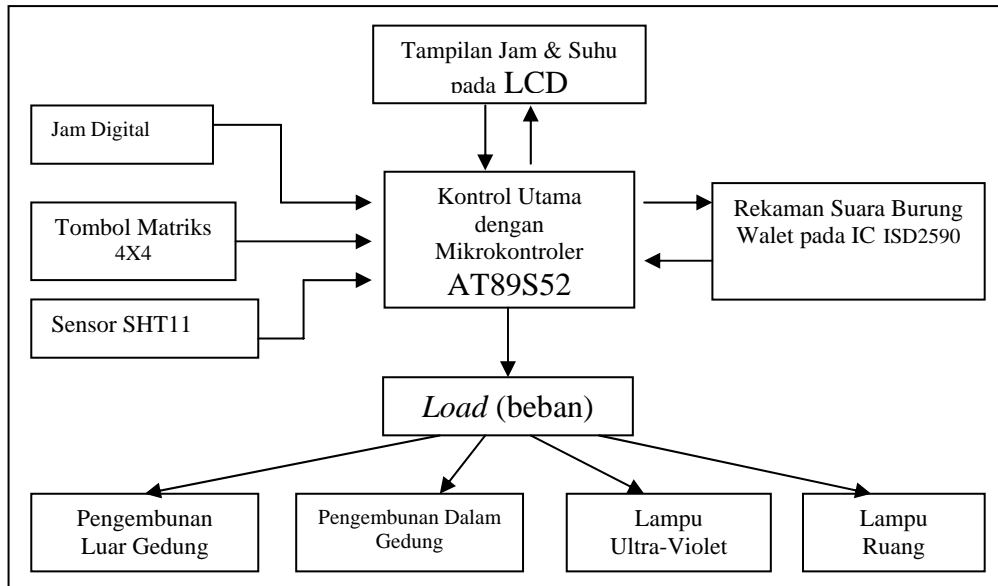 Tampilan Jam & Suhu
pada LCD
Jam Digital
Tombol Matriks
4X4
Sensor SHT11
Kontrol Utama
dengan
Mikrokontroler
AT89S52
Rekaman Suara Burung
Walet pada IC ISD2590
Load (beban)
Pengembunan
Luar Gedung
Pengembunan Dalam
Gedung
Lampu
Ultra-Violet
Lampu
Ruang